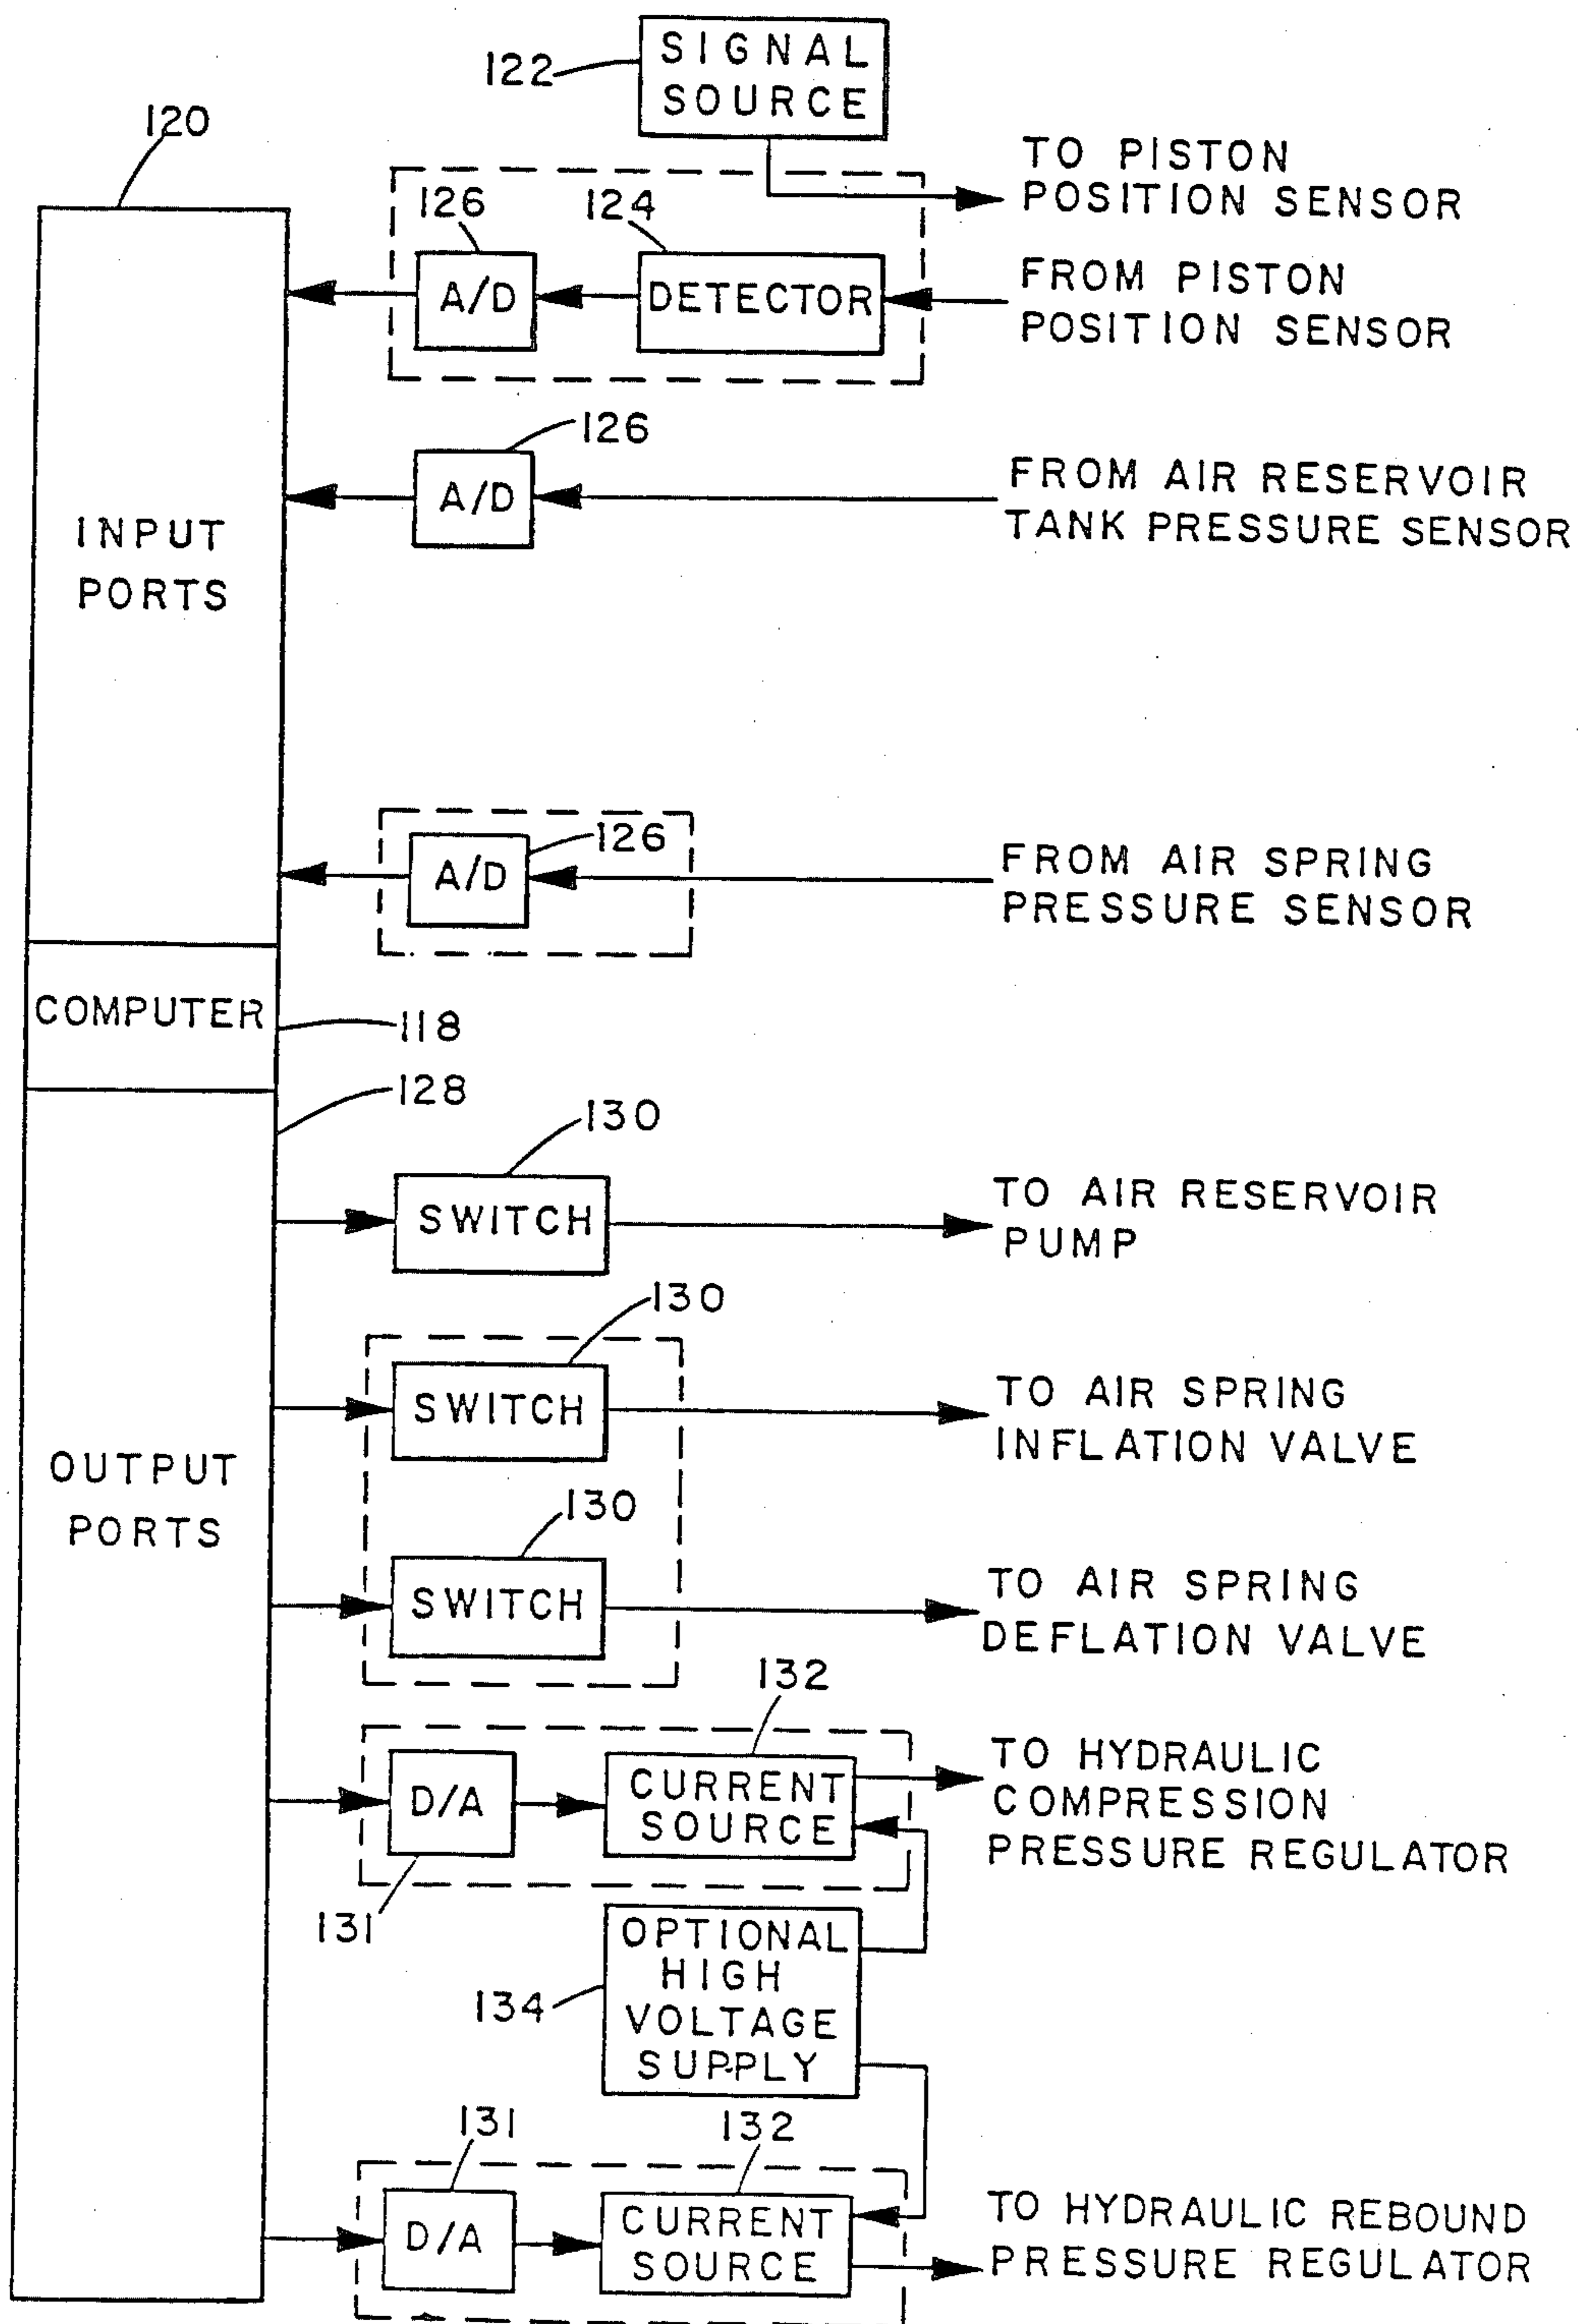 122
SIGNAL
SOURCE
120
TO PISTON
POSITION SENSOR
126
124
A/D
DETECTOR
FROM PISTON
POSITION SENSOR
126
A/D
FROM AIR RESERVOIR
TANK PRESSURE SENSOR
INPUT
PORTS
126
A/D
FROM AIR SPRING
PRESSURE SENSOR
COMPUTER
118
128
130
SWITCH
TO AIR RESERVOIR
PUMP
130
SWITCH
TO AIR SPRING
INFLATION VALVE
OUTPUT
PORTS
130
SWITCH
TO AIR SPRING
DEFLATION VALVE
132
D/A
CURRENT
SOURCE
TO HYDRAULIC
COMPRESSION
PRESSURE REGULATOR
131
OPTIONAL
HIGH
VOLTAGE
SUPPLY
134
131
132
D/A
CURRENT
SOURCE
TO HYDRAULIC REBOUND
PRESSURE REGULATOR